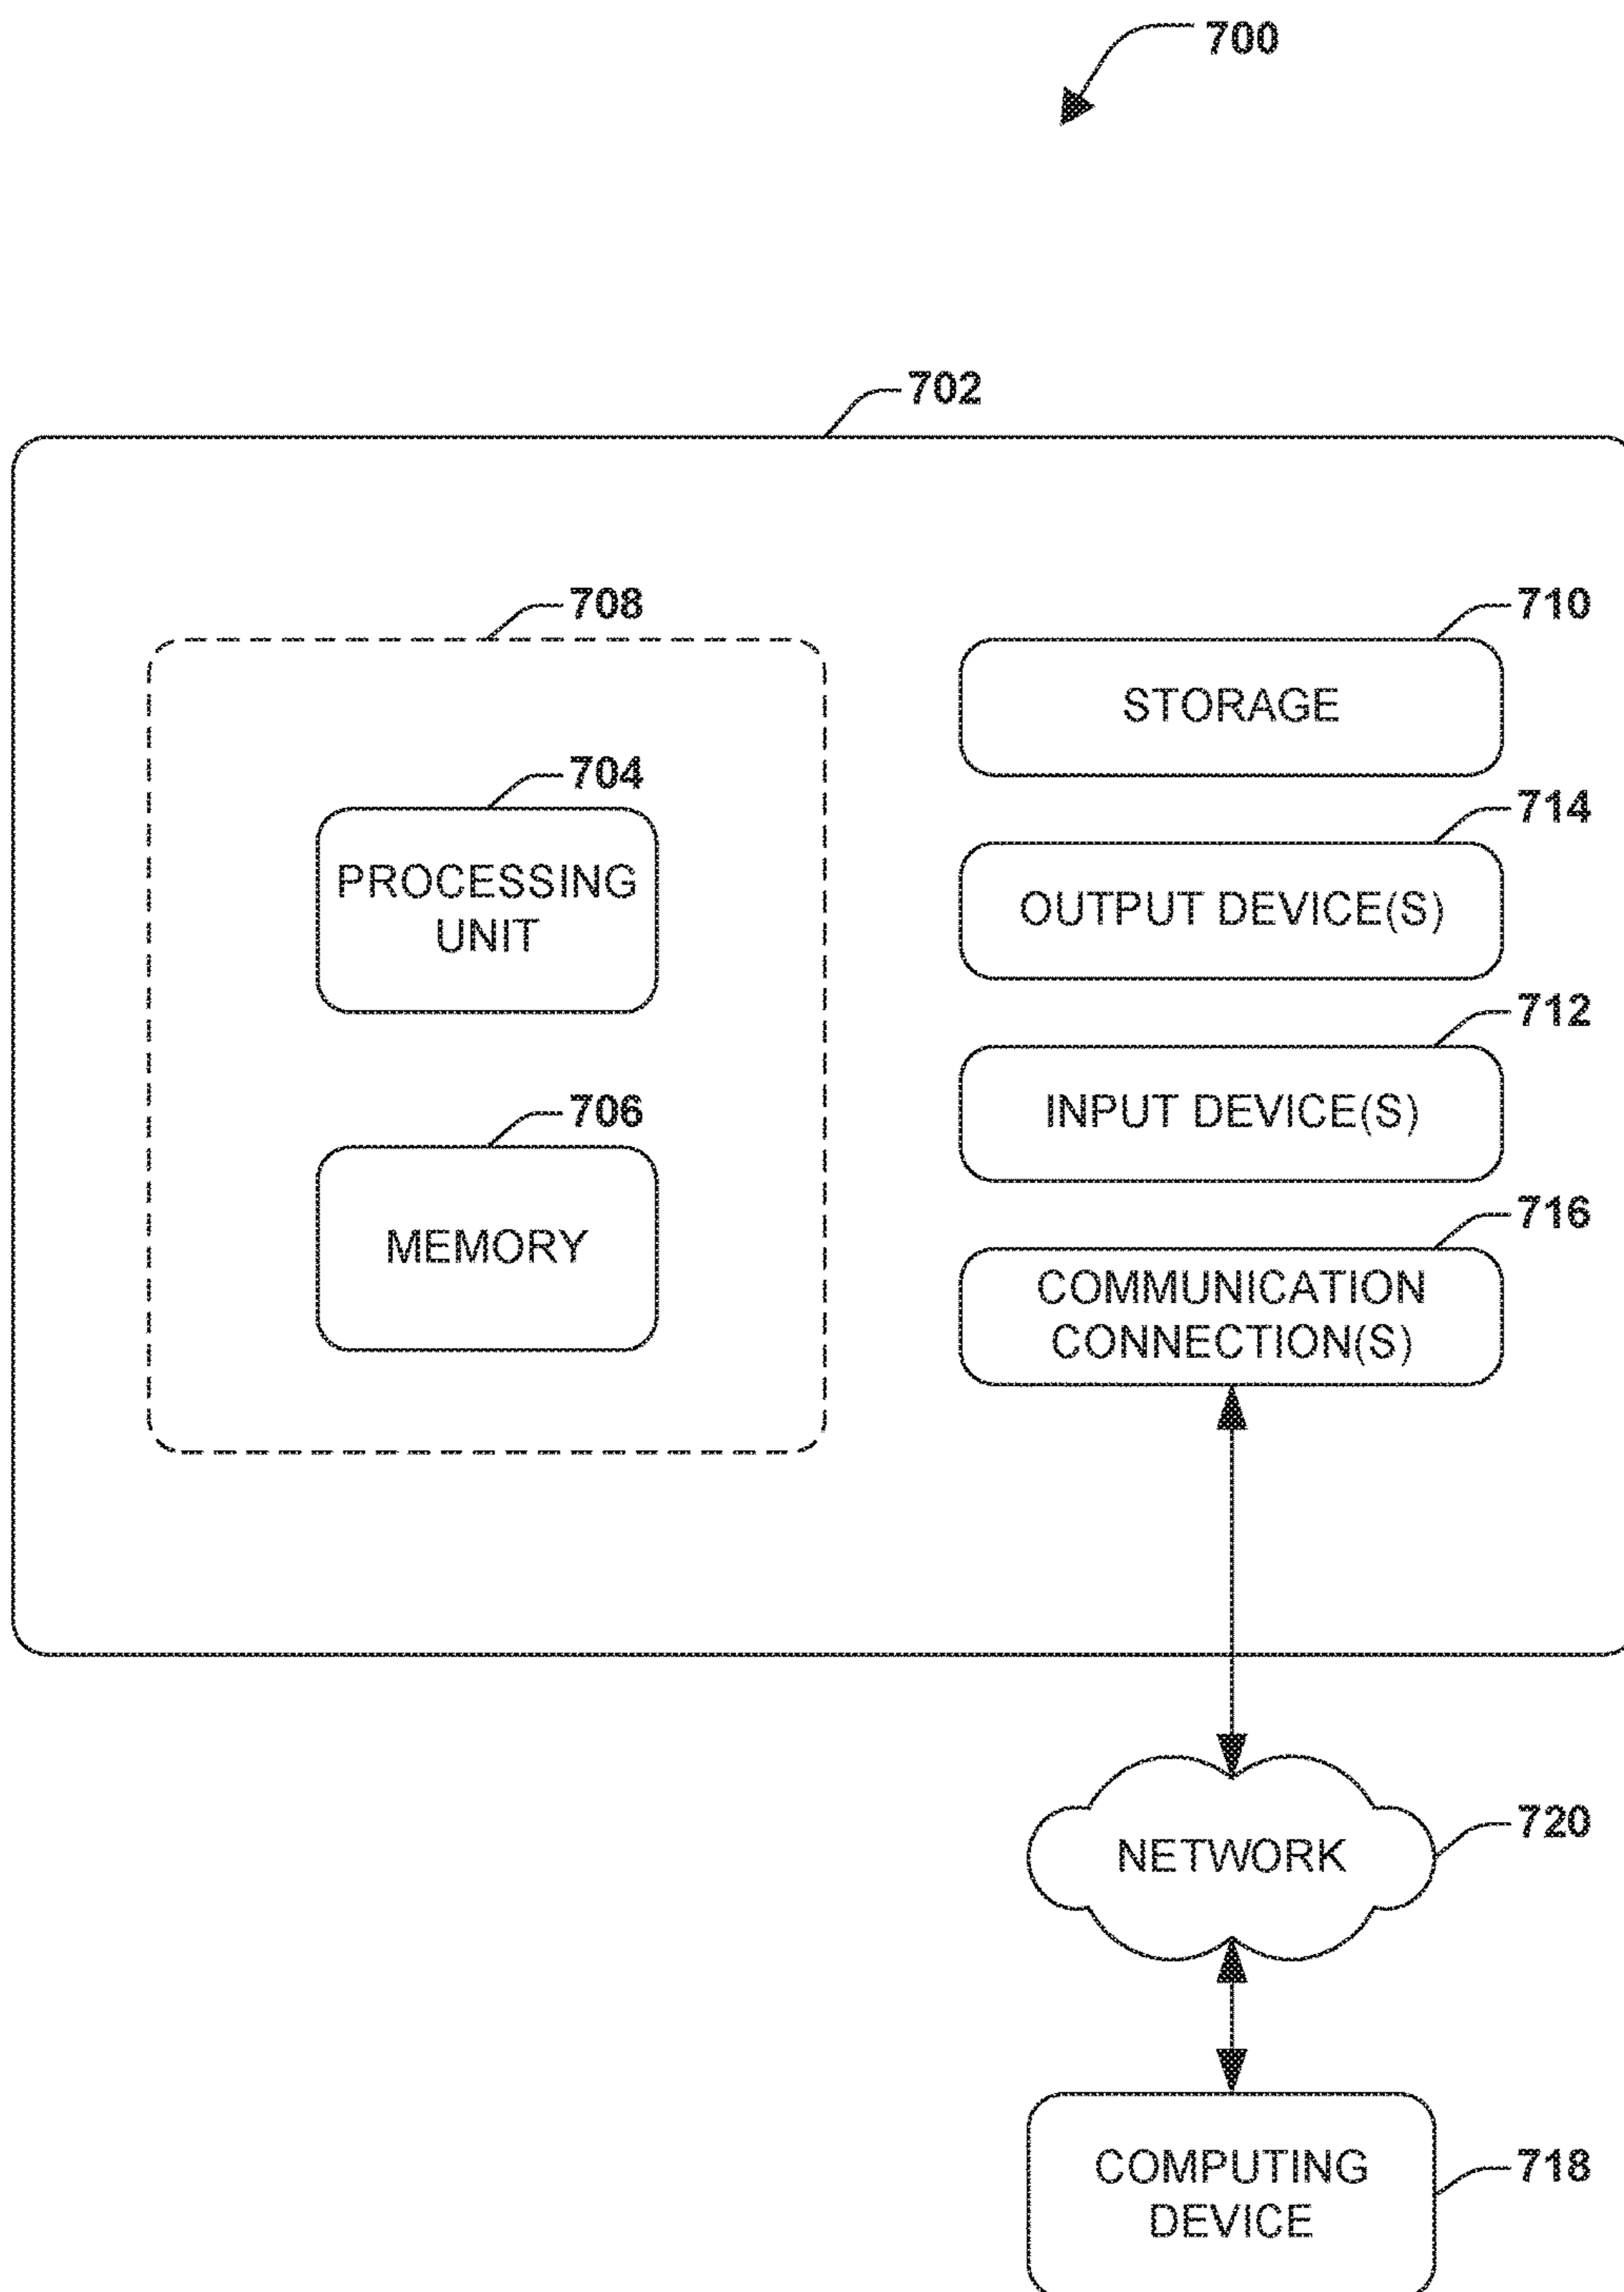 700
702
708
710
STORAGE
704
714
PROCESSING
UNIT
OUTPUT DEVICE(S)
712
706
INPUT DEVICE(S)
MEMORY
716
COMMUNICATION
CONNECTION(S)
720
NETWORK
718
COMPUTING
DEVICE